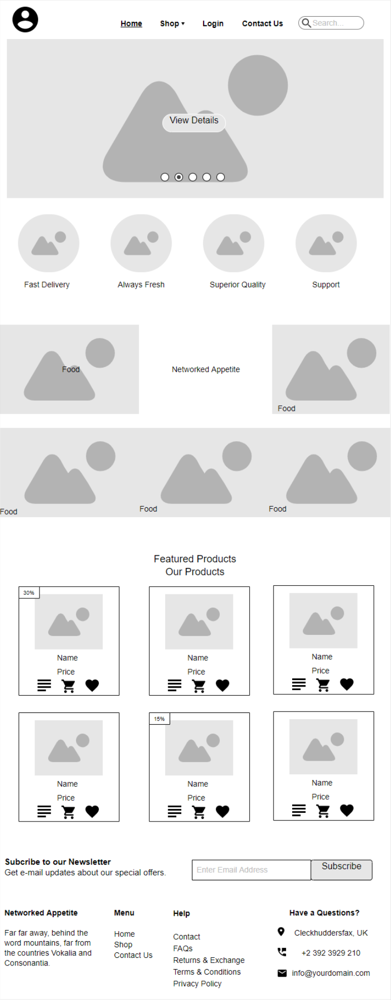 Home Shop Login Contact Us Search...
View Details
Fast Delivery Always Fresh Superior Quality Support
Food Networked Appetite
Food
Food Food Food
Featured Products
Our Products
30%
Name Name Name
Price Price Price
15%
Name Name Name
Price Price Price
Subcribe to our Newsletter
Get e-mail updates about our special offers.
Enter Email Address Subscribe
Networked Appetite
Far far away, behind the
word mountains, far from
the countries Vokalia and
Consonantia.
Menu
Home
Shop
Contact Us
Help
Contact
FAQs
Returns & Exchange
Terms & Conditions
Privacy Policy
Have a Questions?
Cleckhuddersfax, UK
+2 392 3929 210
info@yourdomain.com